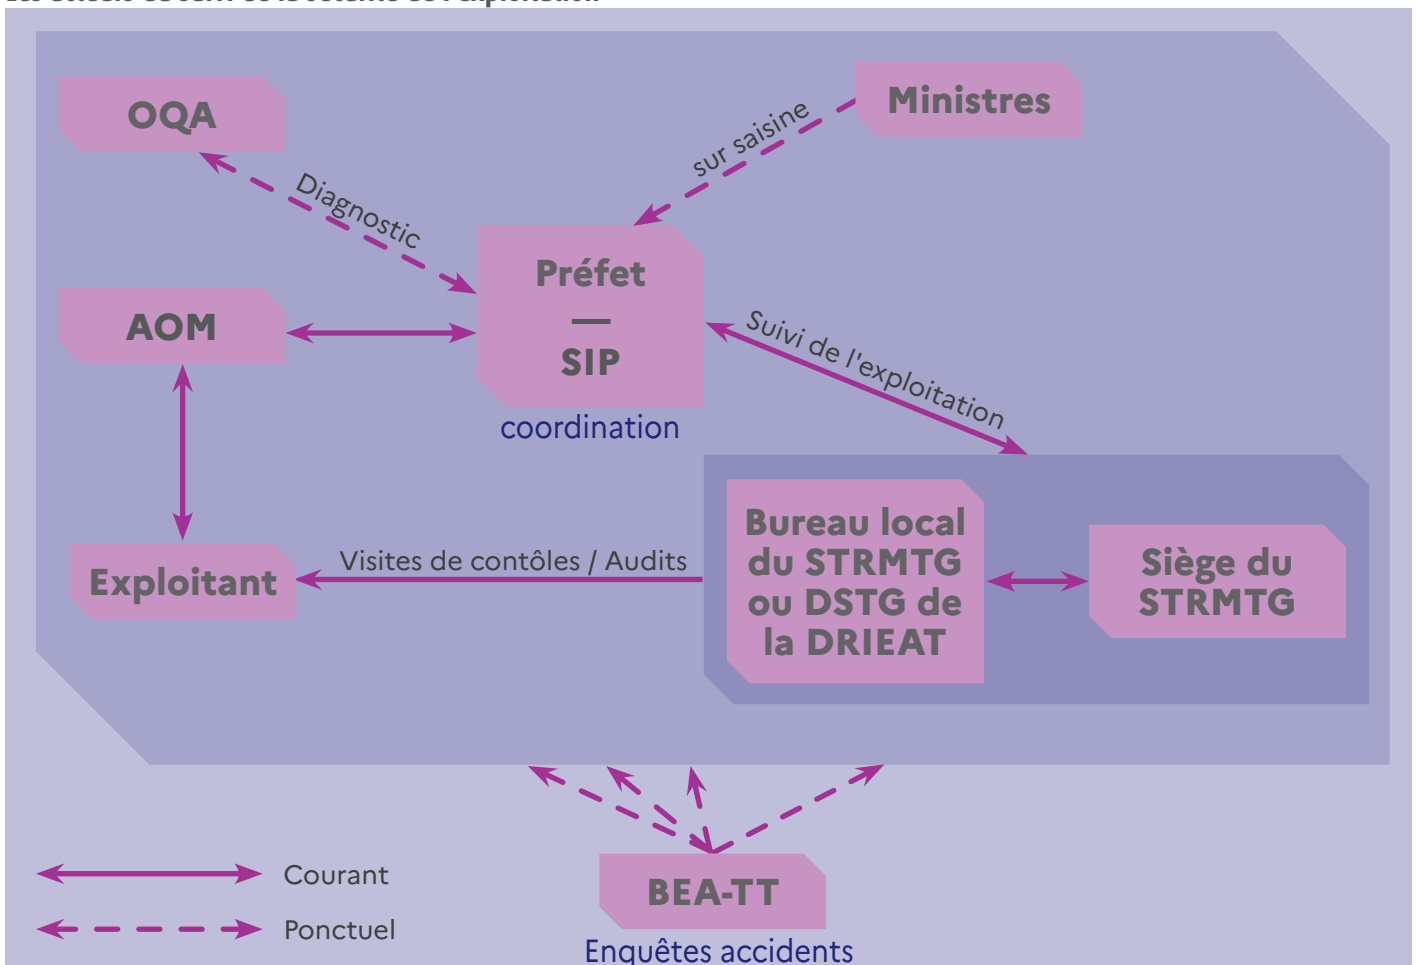 OQA
Ministres
sur saisine
Diagnostic
Préfet
—
SIP
coordination
AOM
Suivi de l'exploitation
Bureau local
du STRMTG
ou DSTG de
la DRIEAT
Siège du
STRMTG
Visites de contôles / Audits
Exploitant
Courant
Ponctuel
BEA-TT
Enquêtes accidents